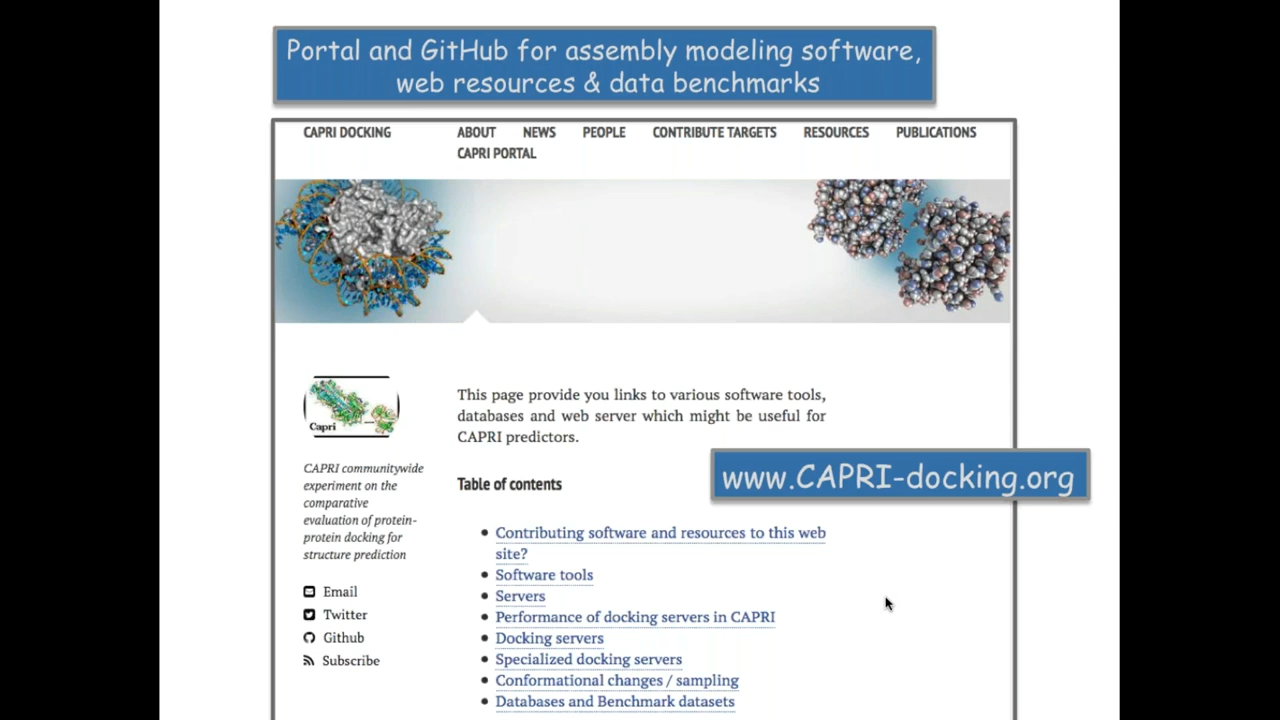 Portal and GitHub for assembly modeling software,
web resources & data benchmarks
CAPRI DOCKING ABOUT NEWS PEOPLE CONTRIBUTE TARGETS RESOURCES PUBLICATIONS
CAPRI PORTAL
Capri
CAPRI communitywide
experiment on the
comparative
evaluation of protein-
protein docking for
structure prediction
Email
Twitter
Github
Subscribe
This page provide you links to various software tools,
databases and web server which might be useful for
CAPRI predictors.
www.CAPRI-docking.org
Table of contents
Contributing software and resources to this web
site?
Software tools
Servers
Performance of docking servers in CAPRI
Docking servers
Specialized docking servers
Conformational changes / sampling
Databases and Benchmark datasets